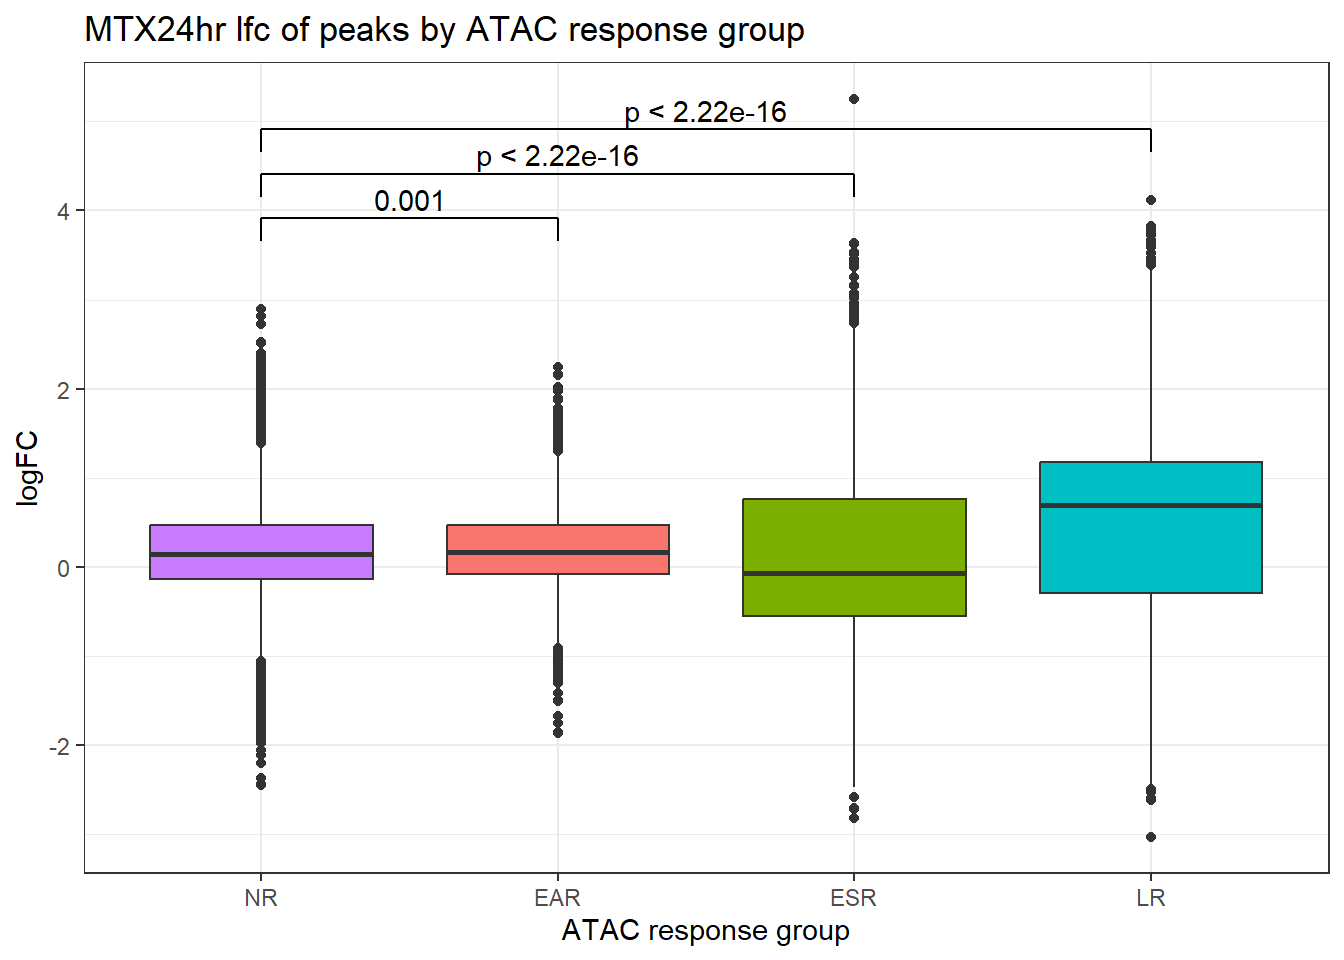 MTX24hr lfc of peaks by ATAC response group
p < 2.22e-16
p < 2.22e-16
0.001
4
2
0
-2
logFC
NR EAR ESR LR
ATAC response group